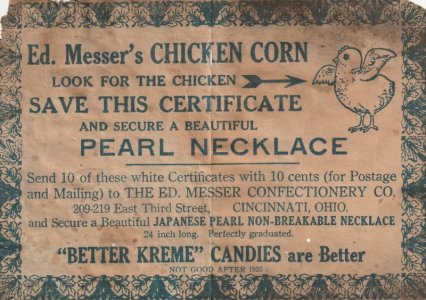 Ed. Messer's CHICKEN CORN
LOOK FOR THE CHICKEN
SAVE THIS CERTIFICATE
AND SECURE A BEAUTIFUL
PEARL NECKLACE
Send 10 of these white Certificates with 10 cents (for Postage
and Mailing) to THE ED. MESSER CONFECTIONERY CO.
209-219 East Third Street, CINCINNATI, OHIO.
and Secure a Beautiful JAPANESE PEARL NON-BREAKABLE NECKLACE
24 inch long. Perfectly graduated.
"BETTER KREME" CANDIES are Better
NOT GOOD AFTER 1925